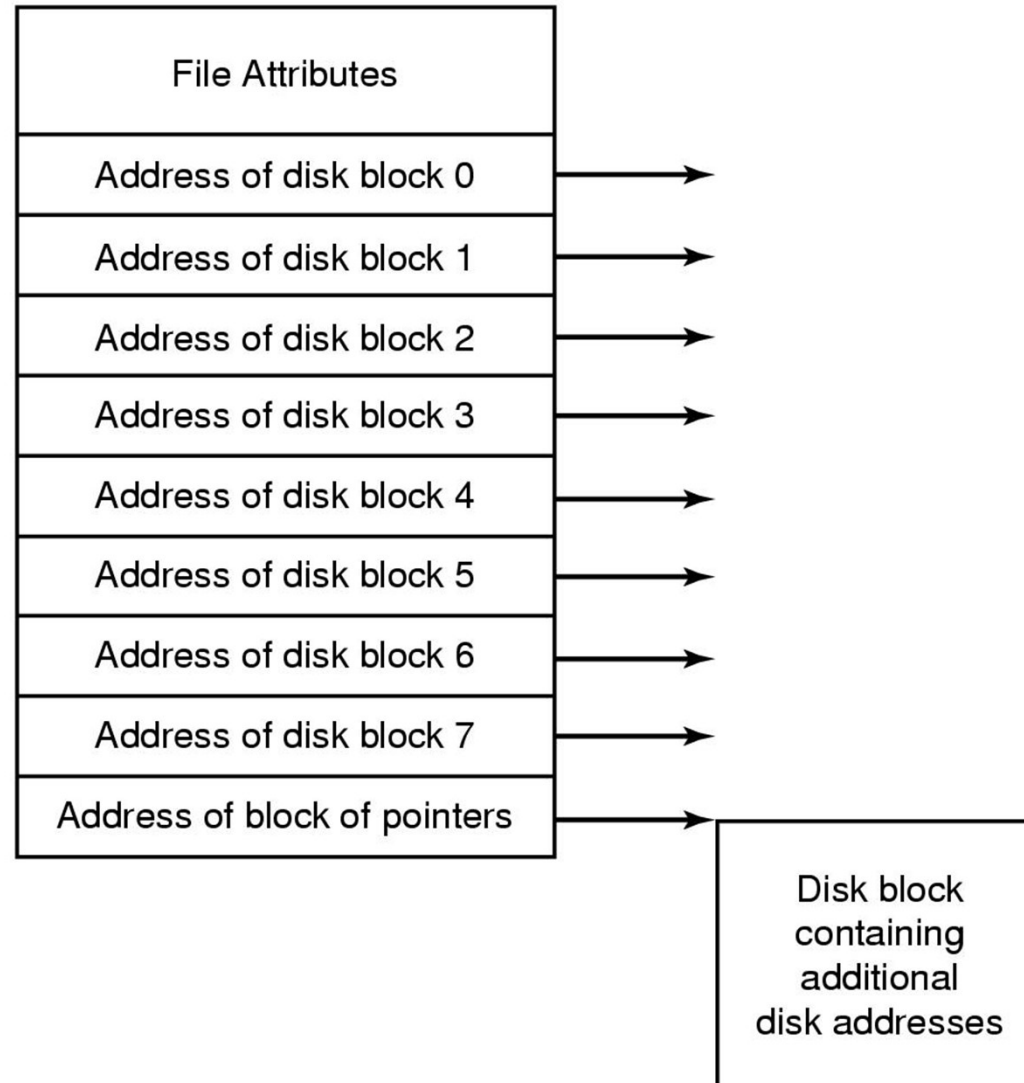 File Attributes
Address of disk block 0
Address of disk block 1
Address of disk block 2
Address of disk block 3
Address of disk block 4
Address of disk block 5
Address of disk block 6
Address of disk block 7
Address of block of pointers
Disk block
containing
additional
disk addresses